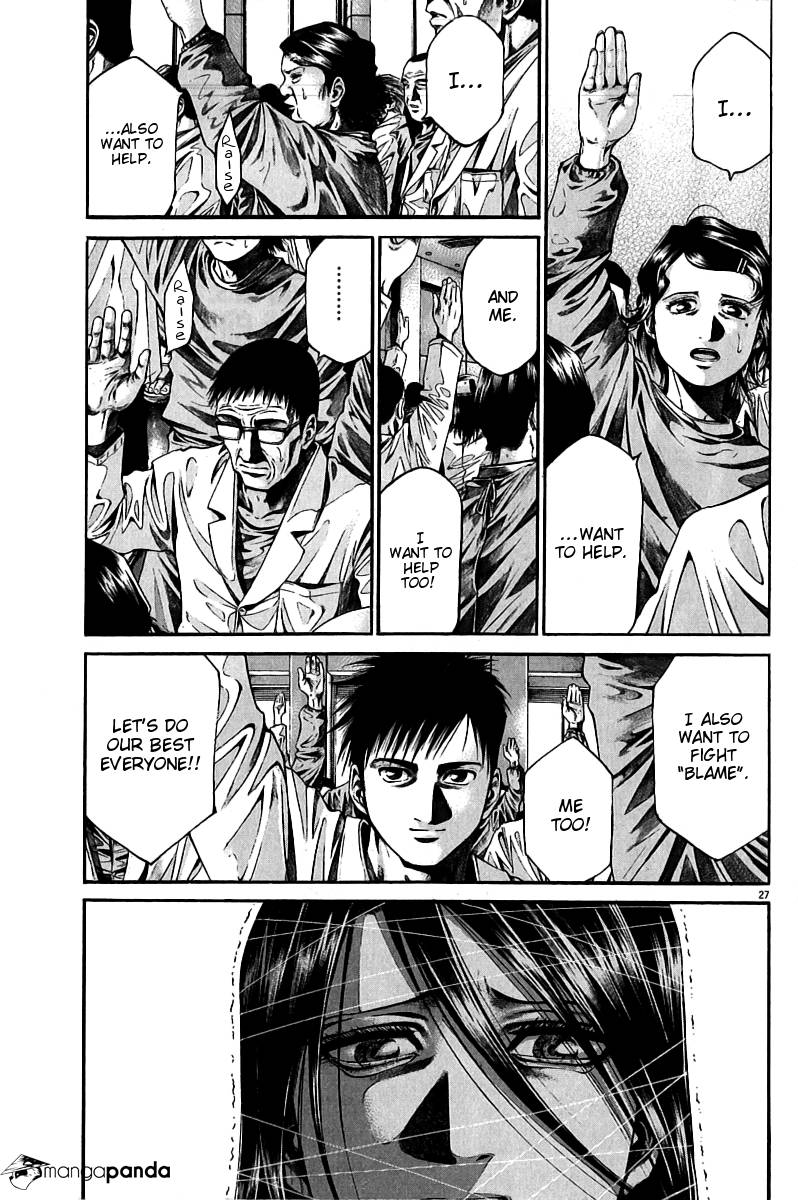 I...
...WANT
TO HELP.
I...
Raise
...ALSO
WANT TO
HELP.
AND
ME.
I
WANT TO
HELP
TOO!
.........
Raise
I ALSO
WANT TO
FIGHT
"BLAME".
ME
TOO!
LET'S DO
OUR BEST
EVERYONE!!
27
mangapanda